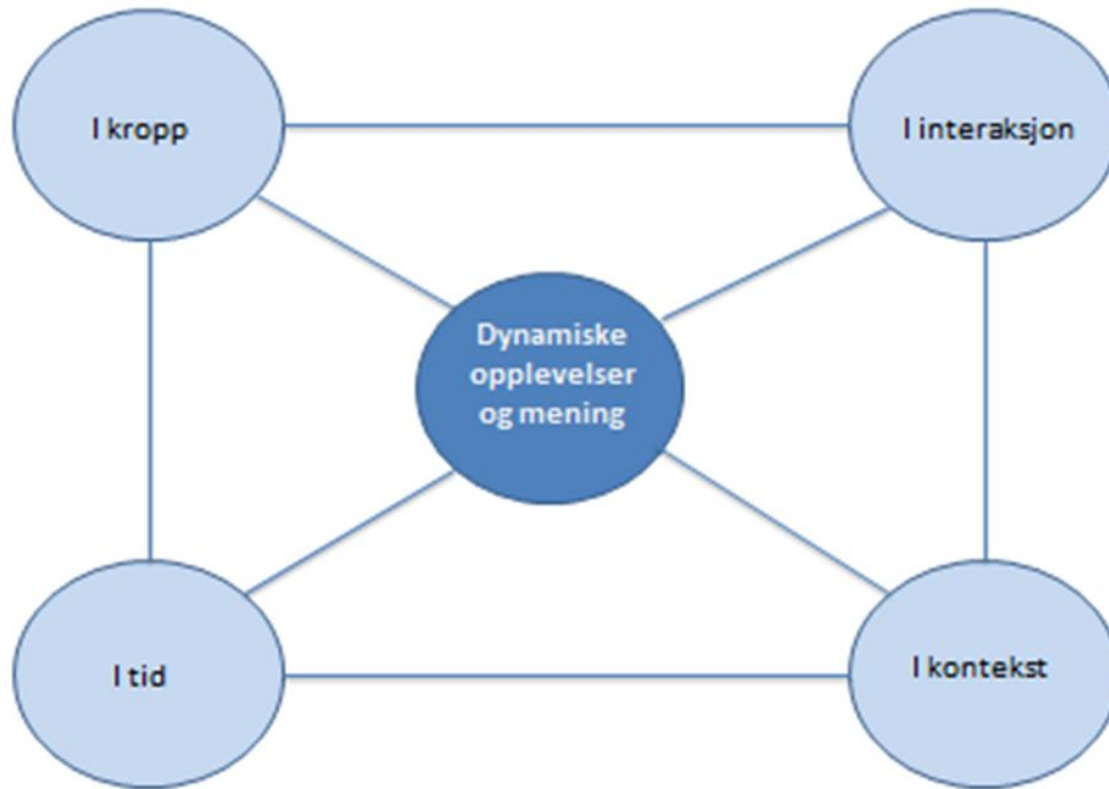 I kropp
I interaksjon
Dynamiske
opplevelser
og mening
I tid
I kontekst